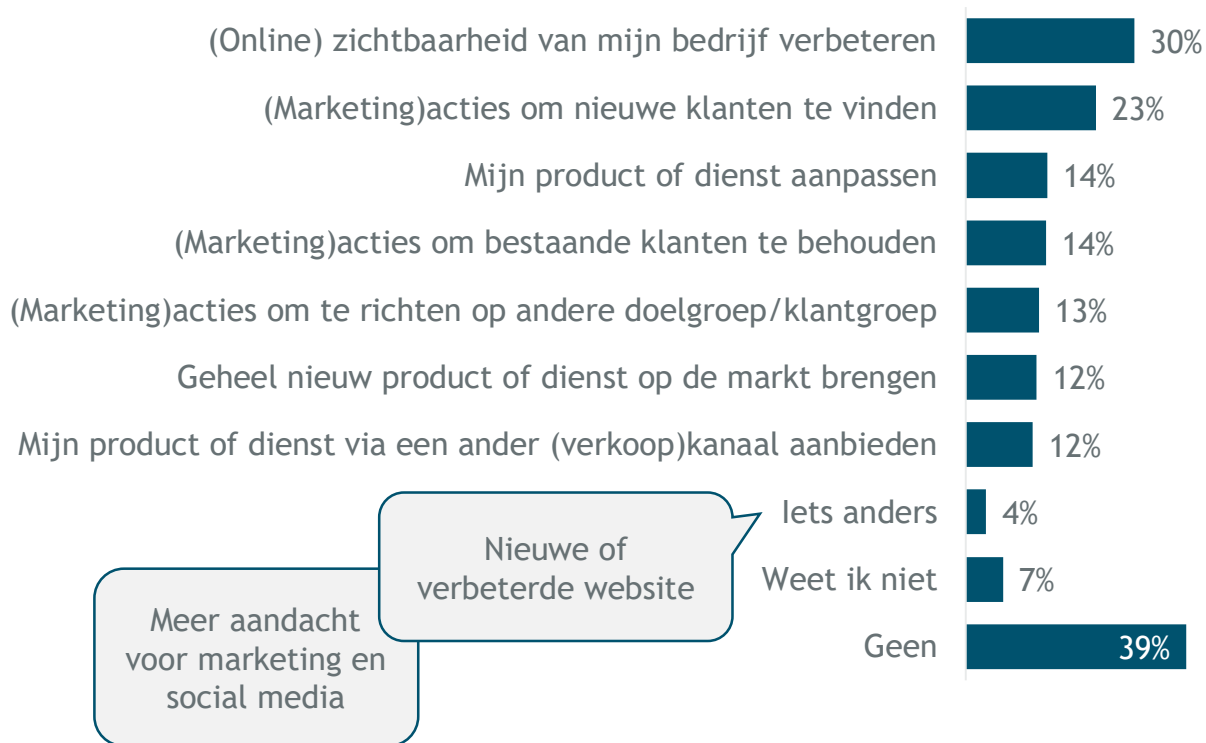 (Online) zichtbaarheid van mijn bedrijf verbeteren 30%
(Marketing)acties om nieuwe klanten te vinden 23%
Mijn product of dienst aanpassen 14%
(Marketing)acties om bestaande klanten te behouden 14%
(Marketing)acties om te richten op andere doelgroep/klantgroep 13%
Geheel nieuw product of dienst op de markt brengen 12%
Mijn product of dienst via een ander (verkoop)kanaal aanbieden 12%
Iets anders 4%
Nieuwe of
verbeterde website
Weet ik niet 7%
Meer aandacht
voor marketing en
social media
Geen 39%